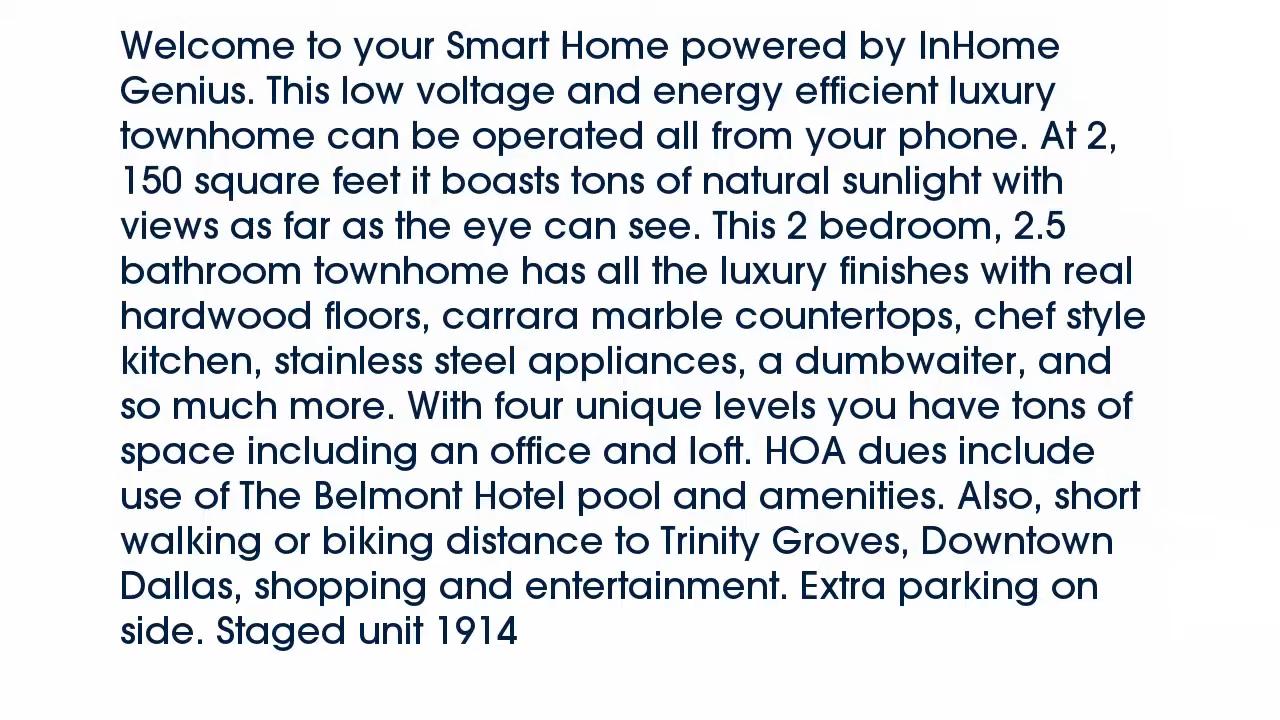 Welcome to your Smart Home powered by InHome
Genius. This low voltage and energy efficient luxury
townhome can be operated all from your phone. At 2,
150 square feet it boasts tons of natural sunlight with
views as far as the eye can see. This 2 bedroom, 2.5
bathroom townhome has all the luxury finishes with real
hardwood floors, carrara marble countertops, chef style
kitchen, stainless steel appliances, a dumbwaiter, and
so much more. With four unique levels you have tons of
space including an office and loft. HOA dues include
use of The Belmont Hotel pool and amenities. Also, short
walking or biking distance to Trinity Groves, Downtown
Dallas, shopping and entertainment. Extra parking on
side. Staged unit 1914